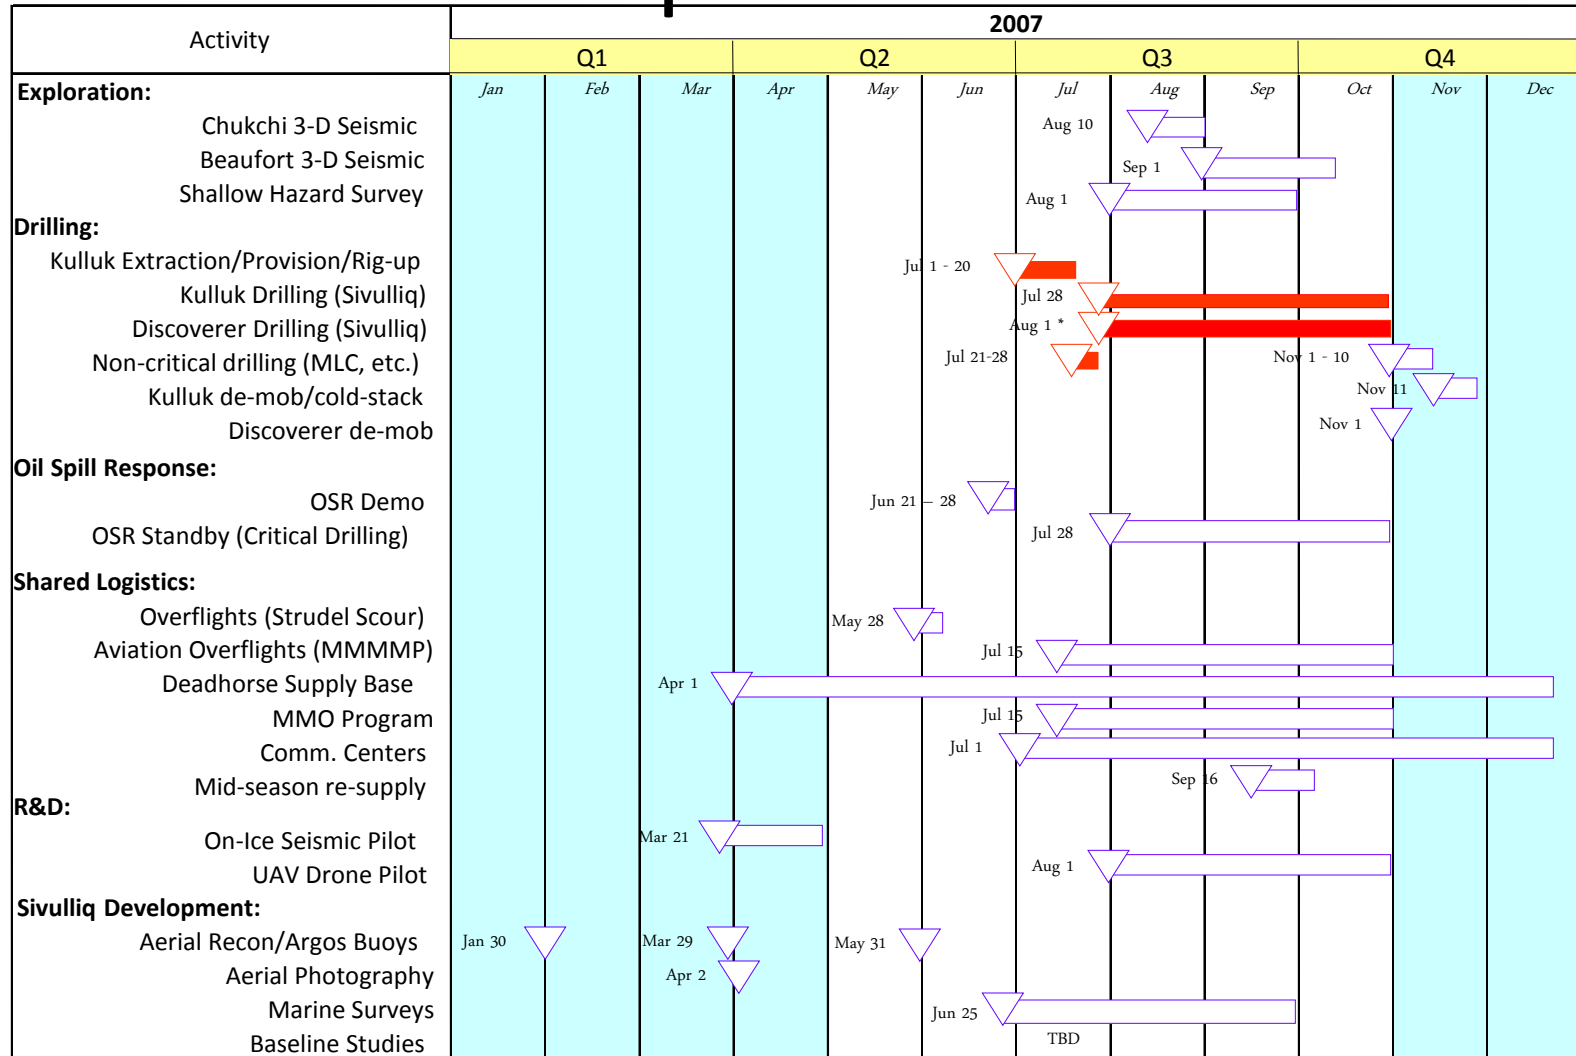 2007
Activity
Q1 Q2 Q3 Q4
Exploration: Jan Feb Mar Apr May Jun Jul Aug Sep Oct Nov Dec
Chukchi 3-D Seismic Aug 10
Beaufort 3-D Seismic Sep 1
Shallow Hazard Survey Aug 1
Drilling:
Kulluk Extraction/Provision/Rig-up Jul 1 - 20
Kulluk Drilling (Sivulliq) Jul 28
Discoverer Drilling (Sivulliq) Aug 1 *
Non-critical drilling (MLC, etc.) Jul 21-28 Nov 1 - 10
Kulluk de-mob/cold-stack Nov 11
Discoverer de-mob Nov 1
Oil Spill Response:
OSR Demo Jun 21 – 28
OSR Standby (Critical Drilling) Jul 28
Shared Logistics:
Overflights (Strudel Scour) May 28
Aviation Overflights (MMMMP) Jul 15
Deadhorse Supply Base Apr 1
MMO Program Jul 15
Comm. Centers Jul 1
Mid-season re-supply Sep 16
R&D:
On-Ice Seismic Pilot Mar 21
UAV Drone Pilot Aug 1
Sivulliq Development:
Aerial Recon/Argos Buoys Jan 30 Mar 29 May 31
Aerial Photography Apr 2
Marine Surveys Jun 25
Baseline Studies TBD